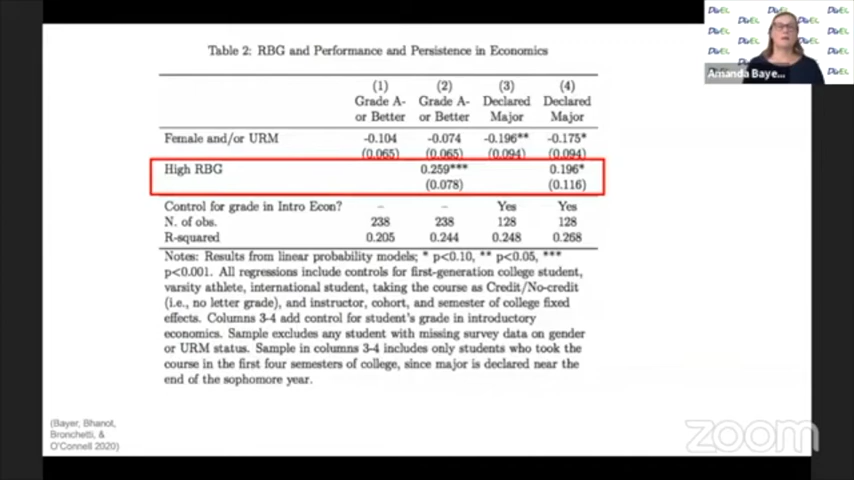 Table 2: RBG and Performance and Persistence in Economics
(1) (2) (3) (4)
Grade A- Grade A- Declared Declared
or Better or Better Major Major
Female and/or URM -0.104 -0.074 -0.196** -0.175*
(0.065) (0.065) (0.094) (0.094)
High RBG 0.259*** 0.196*
(0.078) (0.116)
Control for grade in Intro Econ? – – Yes Yes
N. of obs. 238 238 128 128
R-squared 0.205 0.244 0.248 0.268
Notes: Results from linear probability models; * p<0.10, ** p<0.05, ***
p<0.001. All regressions include controls for first-generation college student,
varsity athlete, international student, taking the course as Credit/No-credit
(i.e., no letter grade), and instructor, cohort, and semester of college fixed
effects. Columns 3-4 add control for student's grade in introductory
economics. Sample excludes any student with missing survey data on gender
or URM status. Sample in columns 3-4 includes only students who took the
course in the first four semesters of college, since major is declared near the
end of the sophomore year.
(Bayer, Bhanot,
Bronchetti, &
O'Connell 2020)
Amanda Baye...
zoom